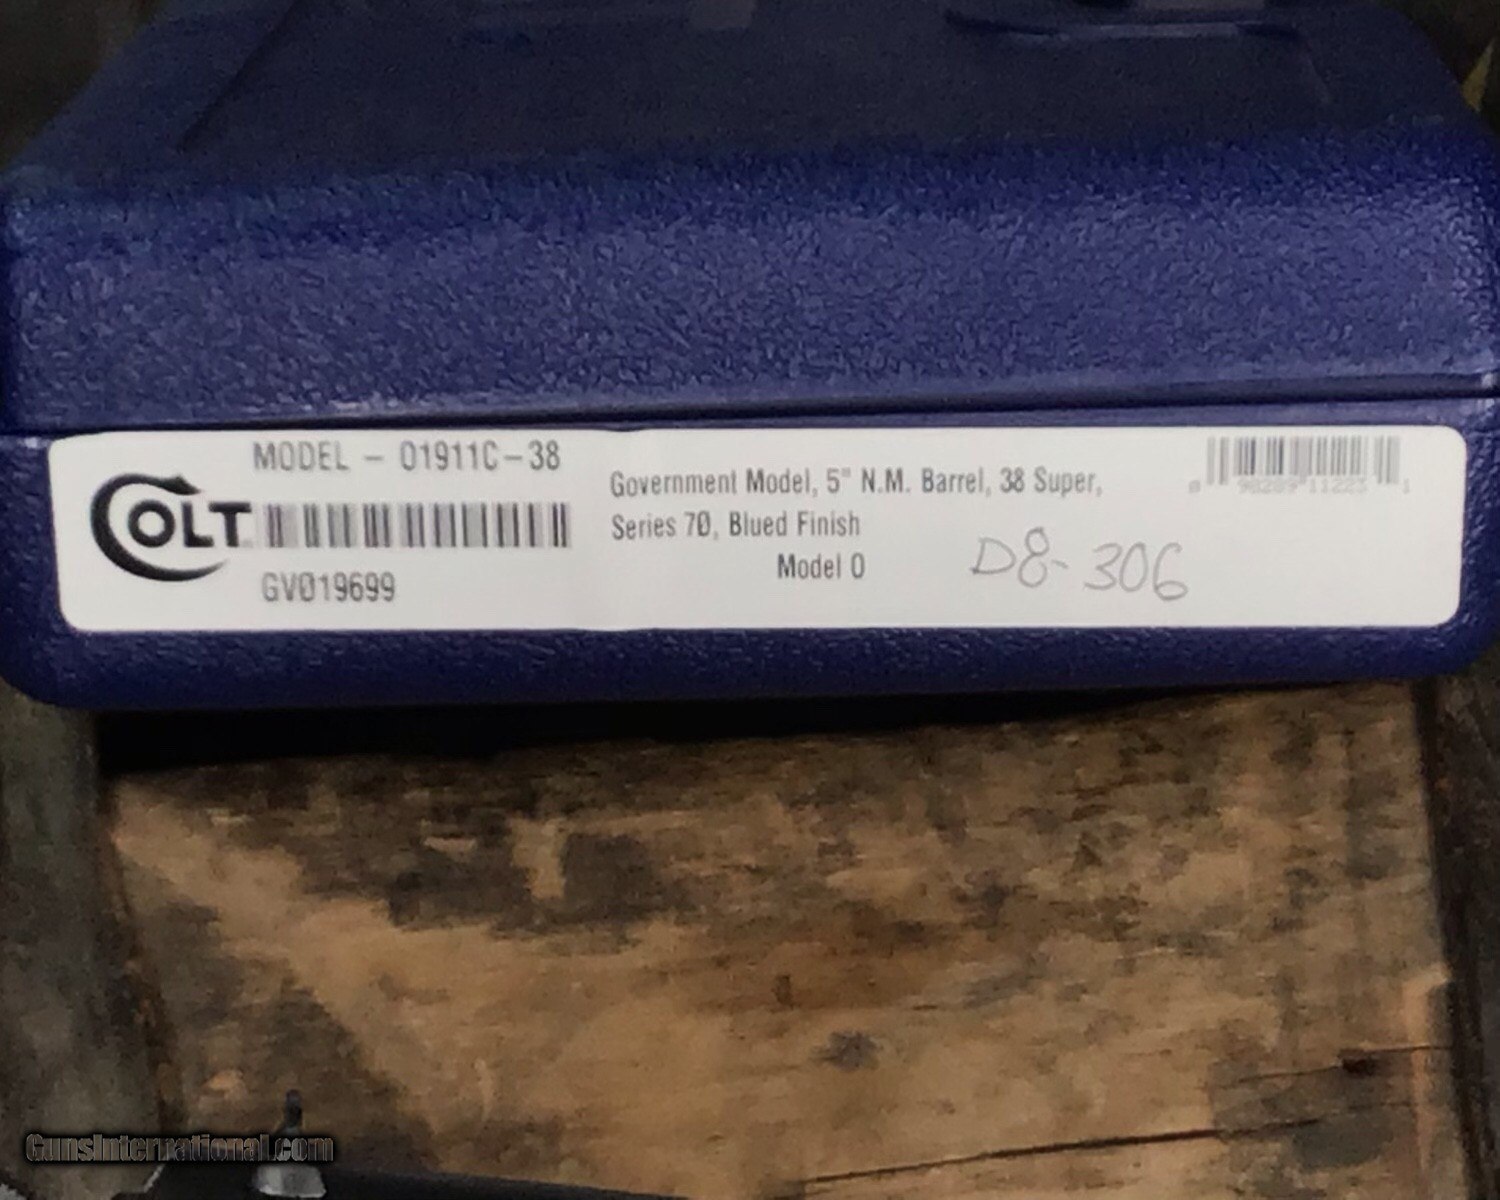 MODEL - 01911C-38
COLT
GVØ19699
Government Model, 5" N.M. Barrel, 38 Super,
Series 7Ø, Blued Finish
Model O
D8-306
GunsInternational.com